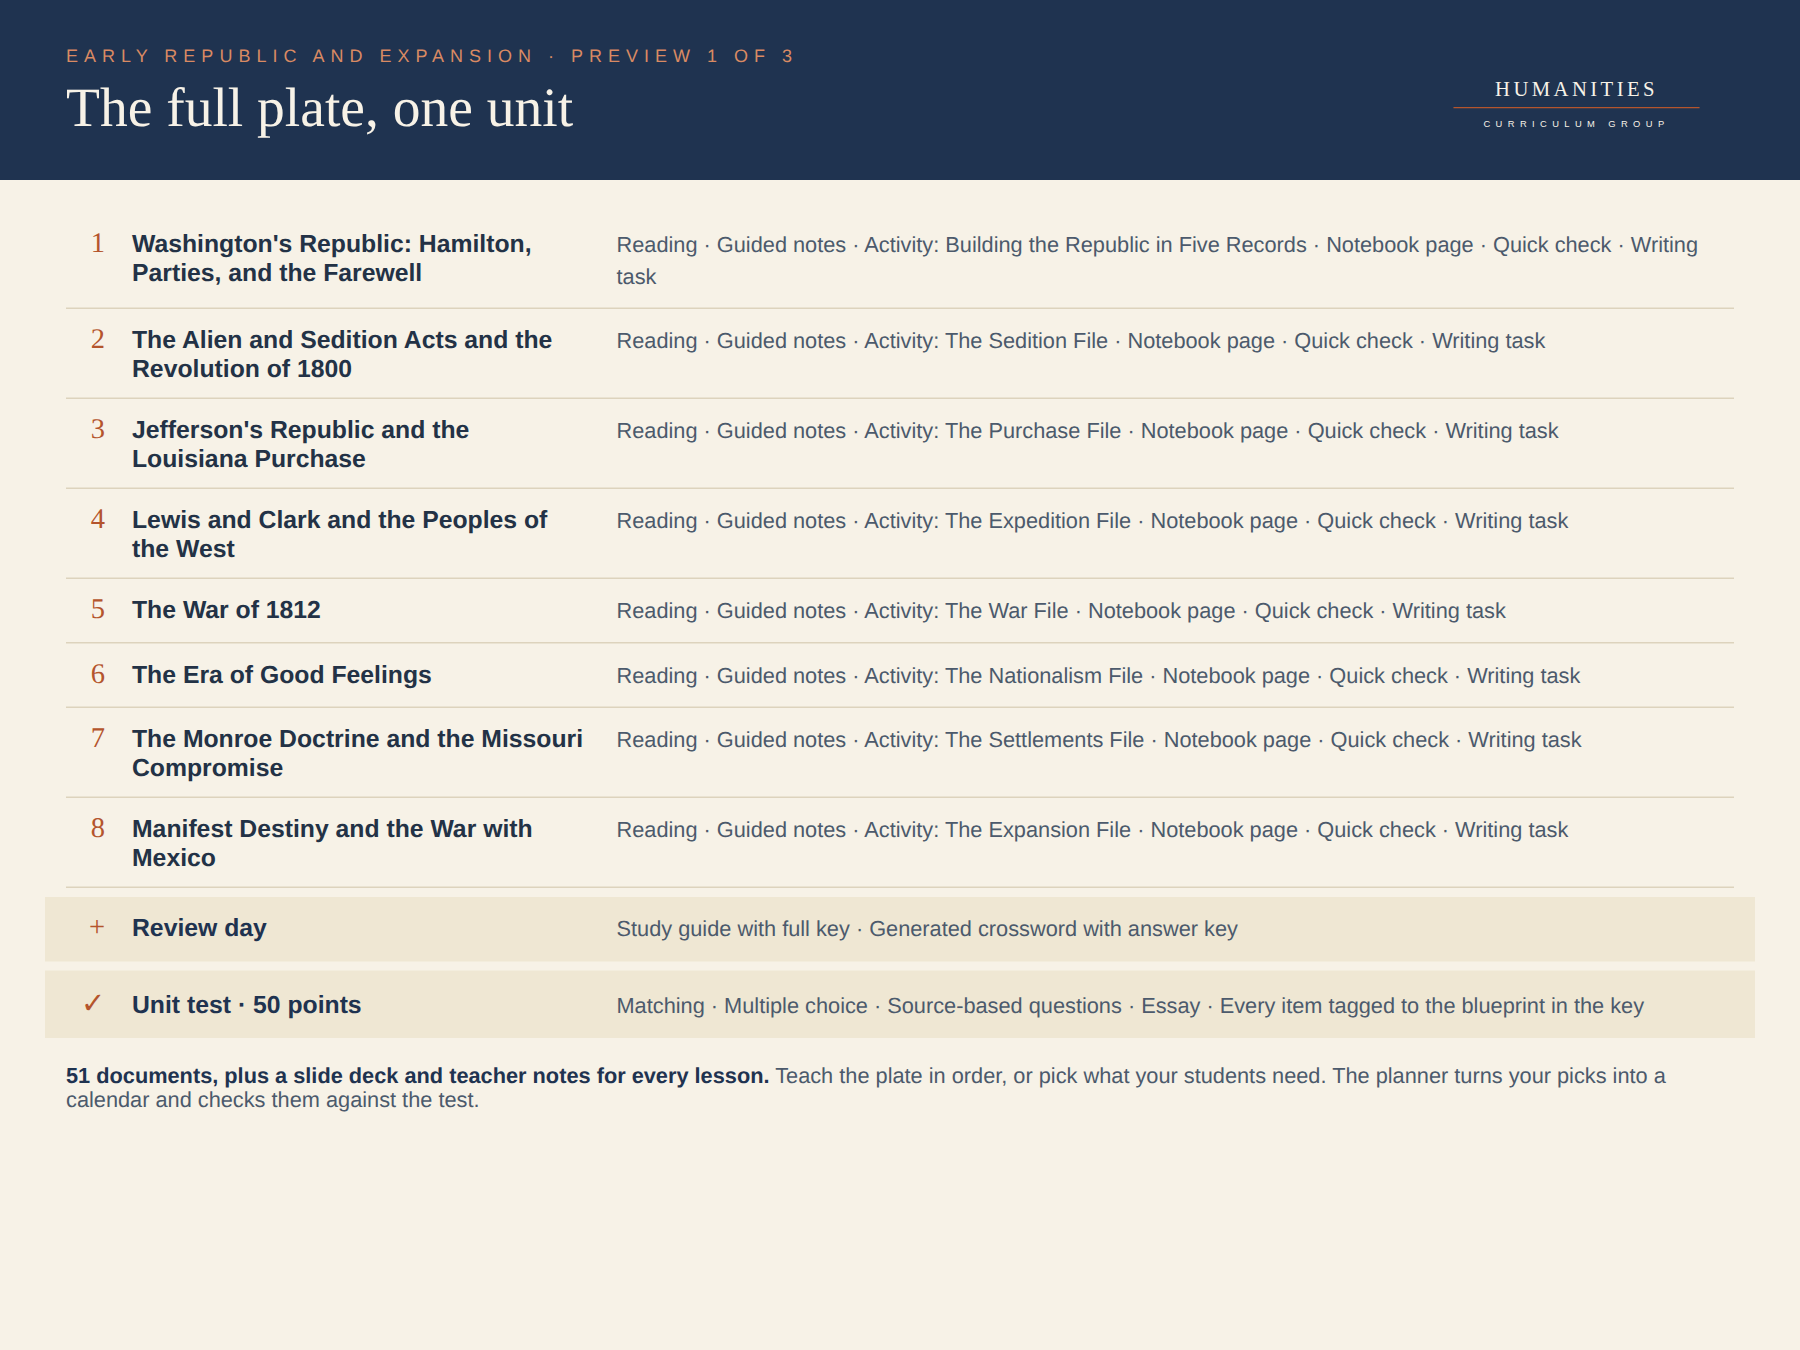 EARLY REPUBLIC AND EXPANSION · PREVIEW 1 OF 3
The full plate, one unit
HUMANITIES
CURRICULUM GROUP
1
Washington's Republic: Hamilton,
Parties, and the Farewell
Reading · Guided notes · Activity: Building the Republic in Five Records · Notebook page · Quick check · Writing
task
2
The Alien and Sedition Acts and the
Revolution of 1800
Reading · Guided notes · Activity: The Sedition File · Notebook page · Quick check · Writing task
3
Jefferson's Republic and the
Louisiana Purchase
Reading · Guided notes · Activity: The Purchase File · Notebook page · Quick check · Writing task
4
Lewis and Clark and the Peoples of
the West
Reading · Guided notes · Activity: The Expedition File · Notebook page · Quick check · Writing task
5
The War of 1812
Reading · Guided notes · Activity: The War File · Notebook page · Quick check · Writing task
6
The Era of Good Feelings
Reading · Guided notes · Activity: The Nationalism File · Notebook page · Quick check · Writing task
7
The Monroe Doctrine and the Missouri
Compromise
Reading · Guided notes · Activity: The Settlements File · Notebook page · Quick check · Writing task
8
Manifest Destiny and the War with
Mexico
Reading · Guided notes · Activity: The Expansion File · Notebook page · Quick check · Writing task
+
Review day
Study guide with full key · Generated crossword with answer key
✓
Unit test · 50 points
Matching · Multiple choice · Source-based questions · Essay · Every item tagged to the blueprint in the key
51 documents, plus a slide deck and teacher notes for every lesson. Teach the plate in order, or pick what your students need. The planner turns your picks into a
calendar and checks them against the test.